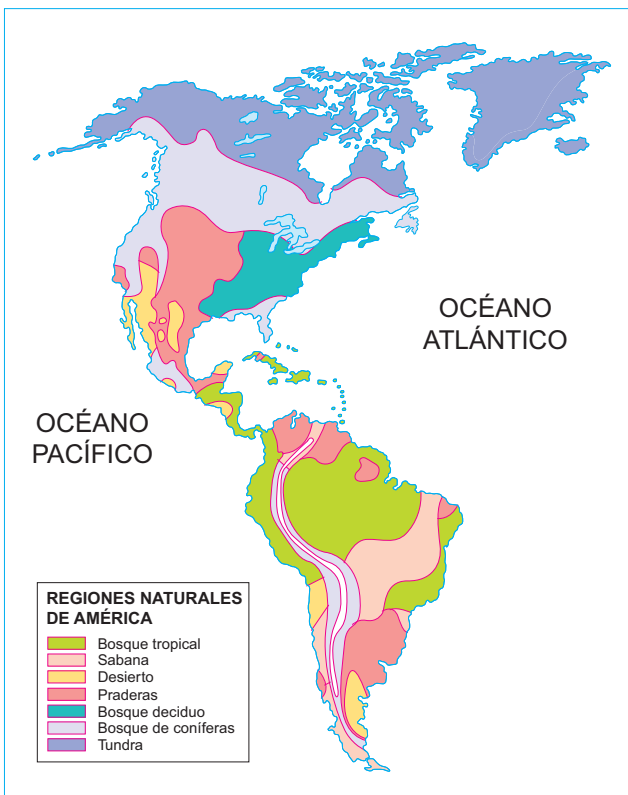 OCÉANO
ATLÁNTICO
OCÉANO
PACÍFICO
REGIONES NATURALES
DE AMÉRICA
Bosque tropical
Sabana
Desierto
Praderas
Bosque deciduo
Bosque de coníferas
Tundra